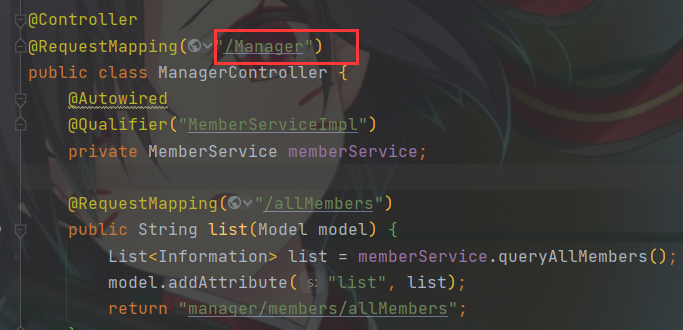 @Controller
@RequestMapping("/Manager")
public class ManagerController {
@Autowired
@Qualifier("MemberServiceImpl")
private MemberService memberService;
@RequestMapping("/allMembers")
public String list(Model model) {
List<Information> list = memberService.queryAllMembers();
model.addAttribute( s: "list", list);
return "manager/members/allMembers";
}